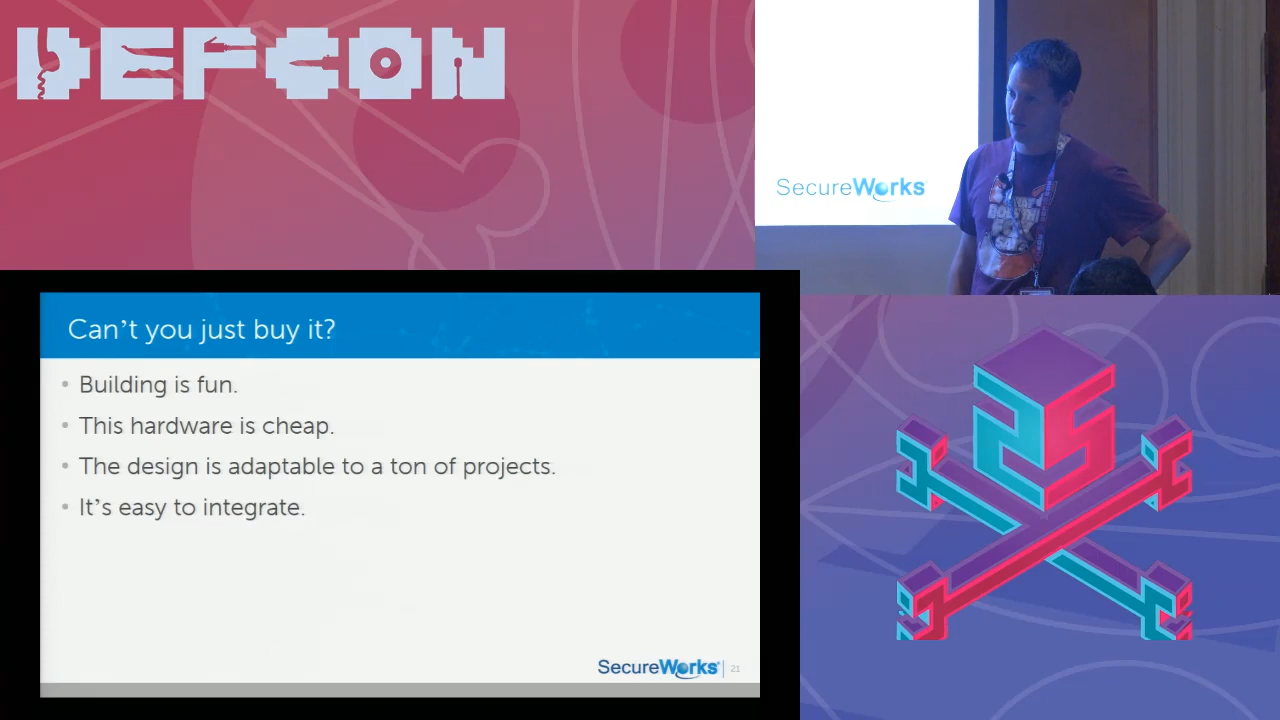 DEFCON
SecureWorks
Can't you just buy it?
• Building is fun.
• This hardware is cheap.
• The design is adaptable to a ton of projects.
• It's easy to integrate.
SecureWorks
21
25